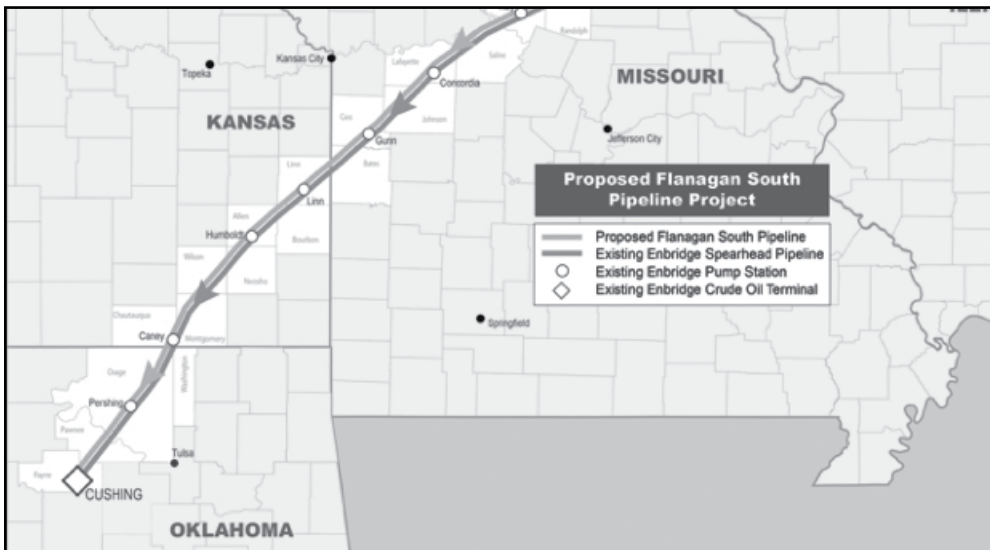 Randolph
Kansas City
Lafayette
Saline
Topeka
Concordia
MISSOURI
KANSAS
Cass
Johnson
Gunn
Jefferson City
Linn
Bates
Proposed Flanagan South
Pipeline Project
Linn
Allen
Humboldt
Bourbon
Proposed Flanagan South Pipeline
Existing Enbridge Spearhead Pipeline
Existing Enbridge Pump Station
Existing Enbridge Crude Oil Terminal
Wilson
Neosho
Chautauqua
Springfield
Caney
Montgomery
Osage
Washington
Pershing
Pawnee
Tulsa
Payne
CUSHING
OKLAHOMA